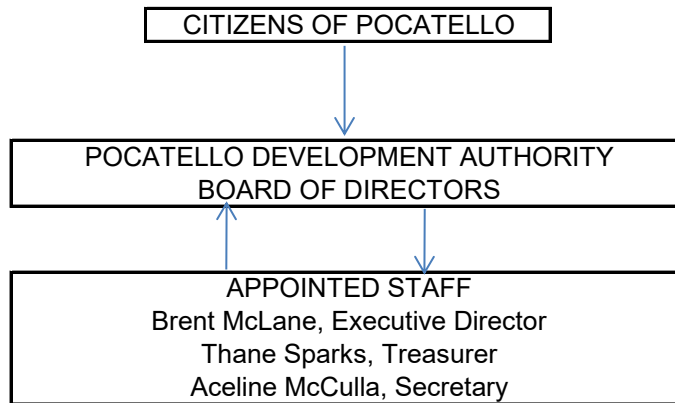 CITIZENS OF POCATELLO
POCATELLO DEVELOPMENT AUTHORITY
BOARD OF DIRECTORS
APPOINTED STAFF
Brent McLane, Executive Director
Thane Sparks, Treasurer
Aceline McCulla, Secretary